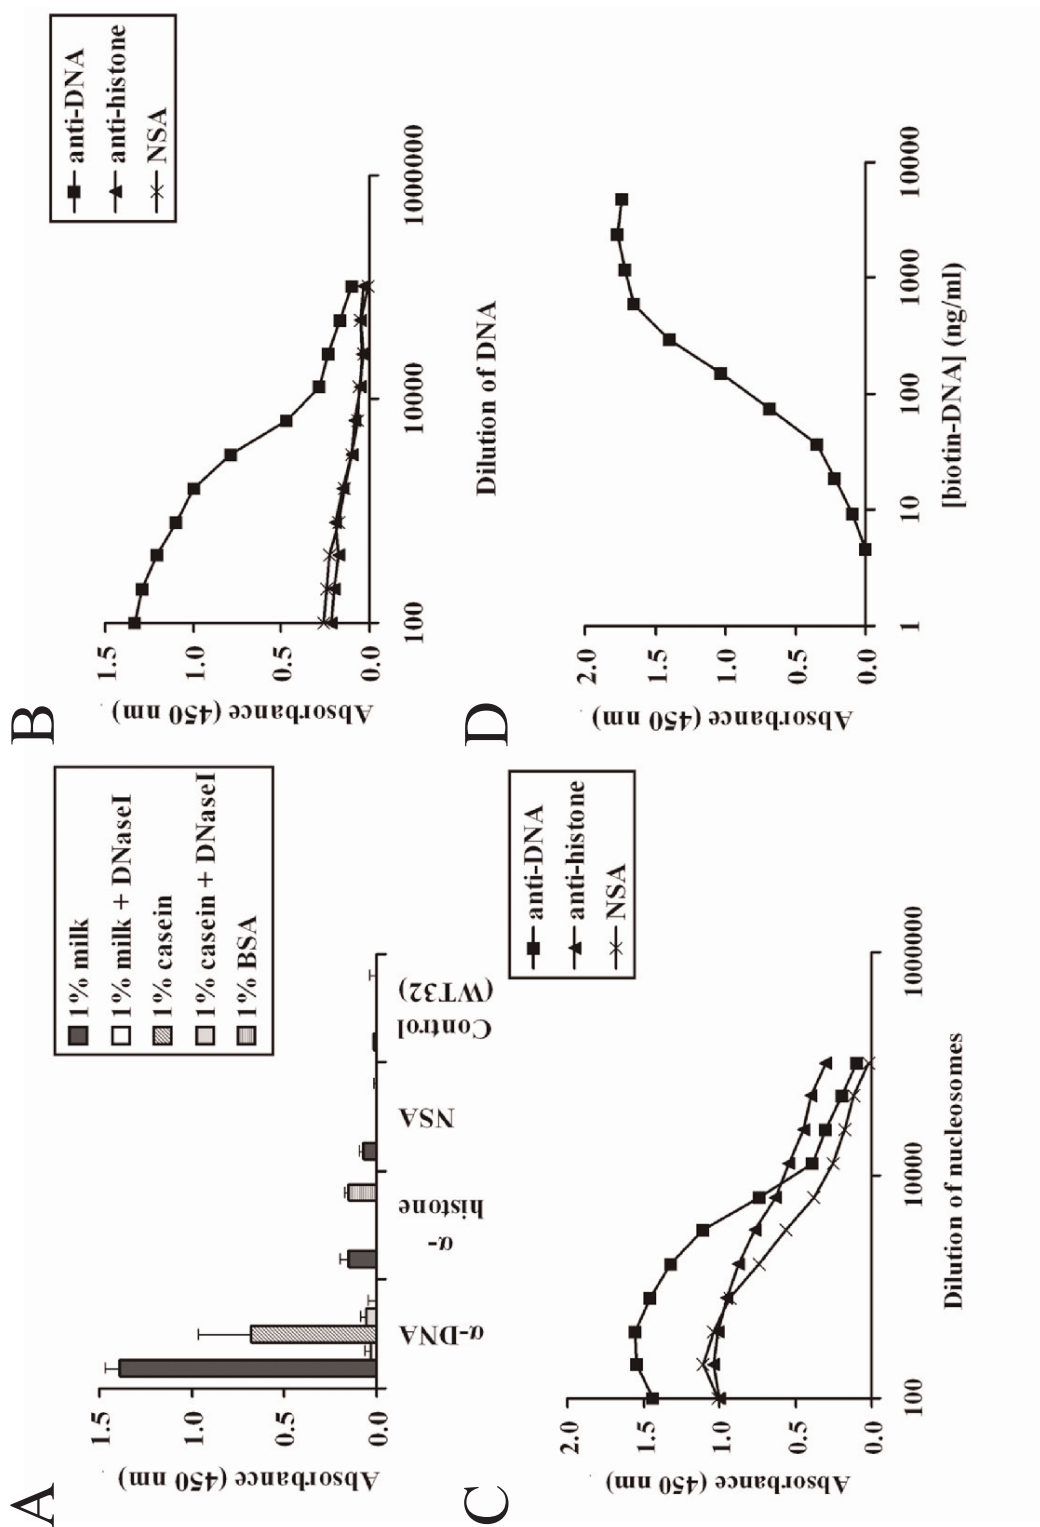 A
Absorbance (450 nm)
1.5
1.0
0.5
0.0
α-DNA
α-
histone
NSA
Control
(WT32)
1% milk
1% milk + DNaseI
1% casein
1% casein + DNaseI
1% BSA
B
Absorbance (450 nm)
1.5
1.0
0.5
0.0
100
10000
1000000
Dilution of DNA
anti-DNA
anti-histone
NSA
C
Absorbance (450 nm)
2.0
1.5
1.0
0.5
0.0
100
10000
1000000
Dilution of nucleosomes
anti-DNA
anti-histone
NSA
D
Absorbance (450 nm)
2.0
1.5
1.0
0.5
0.0
1
10
100
1000
10000
[biotin-DNA] (ng/ml)